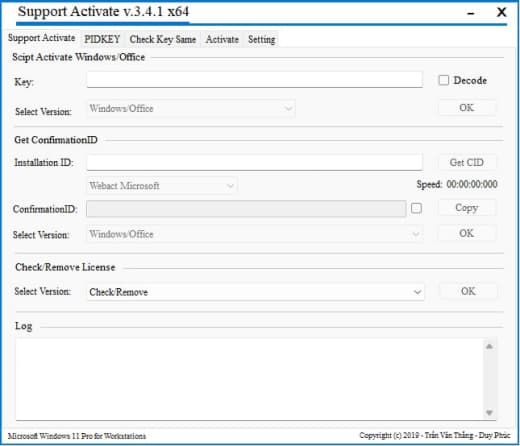 Support Activate v.3.4.1 x64
Support Activate PIDKEY Check Key Same Activate Setting
Scipt Activate Windows/Office
Key: Decode
Select Version: Windows/Office OK
Get ConfirmationID
Installation ID: Get CID
Webact Microsoft Speed: 00:00:00:000
ConfirmationID: Copy
Select Version: Windows/Office OK
Check/Remove License
Select Version: Check/Remove OK
Log
Microsoft Windows 11 Pro for Workstations Copyright (c) 2019 - Trần Văn Thắng - Duy Phúc